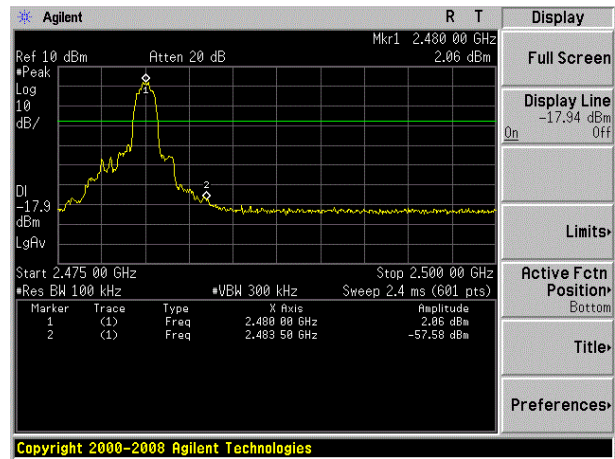 Agilent R T
Mkr1 2.480 00 GHz
Ref 10 dBm Atten 20 dB 2.06 dBm
#Peak
Log
10
dB/
1
2
DI
-17.9
dBm
LgAv
Start 2.475 00 GHz Stop 2.500 00 GHz
#Res BW 100 kHz #VBW 300 kHz Sweep 2.4 ms (601 pts)
Marker Trace Type X Axis Amplitude
1 (1) Freq 2.480 00 GHz 2.06 dBm
2 (1) Freq 2.483 50 GHz -57.58 dBm
Copyright 2000-2008 Agilent Technologies
Display
Full Screen
Display Line
-17.94 dBm
On Off
Limits
Active Fctn
Position
Bottom
Title
Preferences